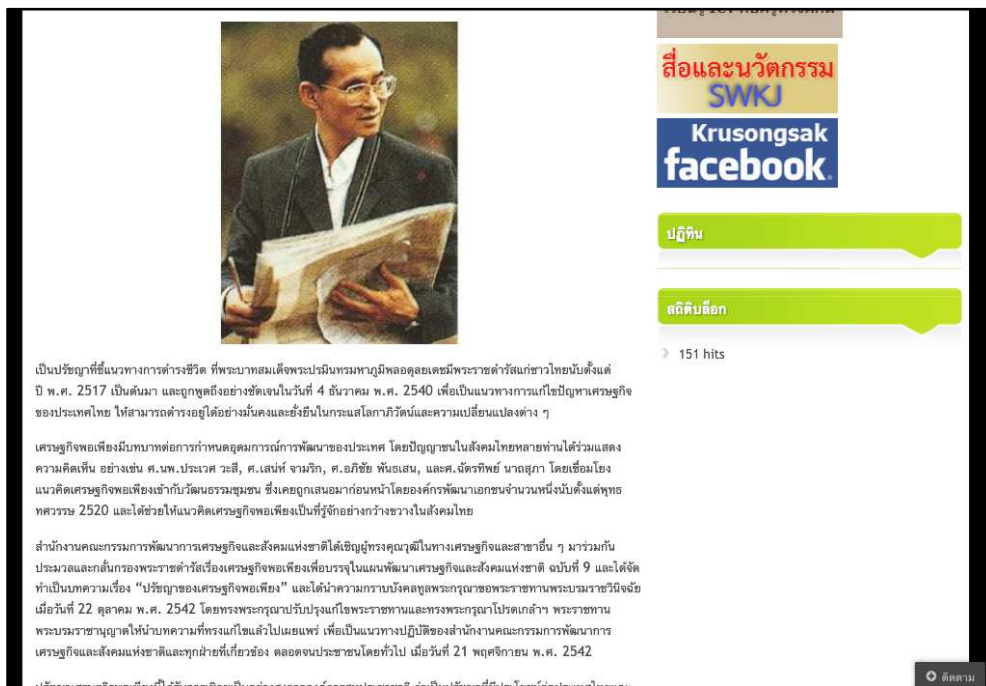 สื่อและนวัตกรรม
SWKJ
Krusongsak
facebook.
ปฏิทิน
สถิติบล็อก
151 hits
เป็นปรัชญาที่ชี้แนวทางการดำรงชีวิต ที่พระบาทสมเด็จพระปรมินทรมหาภูมิพลอดุลยเดชมีพระราชดำรัสแก่ชาวไทยนับตั้งแต่
ปี พ.ศ. 2517 เป็นต้นมา และถูกพูดถึงอย่างชัดเจนในวันที่ 4 ธันวาคม พ.ศ. 2540 เพื่อเป็นแนวทางการแก้ไขปัญหาเศรษฐกิจ
ของประเทศไทย ให้สามารถดำรงอยู่ได้อย่างมั่นคงและยั่งยืนในกระแสโลกาภิวัตน์และความเปลี่ยนแปลงต่าง ๆ
เศรษฐกิจพอเพียงมีบทบาทต่อการกำหนดอุดมการณ์การพัฒนาของประเทศ โดยปัญญาชนในสังคมไทยหลายท่านได้ร่วมแสดง
ความคิดเห็น อย่างเช่น ศ.นพ.ประเวศ วะสี, ศ.เสน่ห์ จามริก, ศ.อภิชัย พันธเสน, และศ.ฉัตรทิพย์ นาถสุภา โดยเชื่อมโยง
แนวคิดเศรษฐกิจพอเพียงเข้ากับวัฒนธรรมชุมชน ซึ่งเคยถูกเสนอมาก่อนหน้าโดยองค์กรพัฒนาเอกชนจำนวนหนึ่งนับตั้งแต่พุทธ
ทศวรรษ 2520 และได้ช่วยให้แนวคิดเศรษฐกิจพอเพียงเป็นที่รู้จักอย่างกว้างขวางในสังคมไทย
สำนักงานคณะกรรมการพัฒนาการเศรษฐกิจและสังคมแห่งชาติได้เชิญผู้ทรงคุณวุฒิในทางเศรษฐกิจและสาขาอื่น ๆ มาร่วมกัน
ประมวลและกลั่นกรองพระราชดำรัสเรื่องเศรษฐกิจพอเพียงเพื่อบรรจุในแผนพัฒนาเศรษฐกิจและสังคมแห่งชาติ ฉบับที่ 9 และได้จัด
ทำเป็นบทความเรื่อง “ปรัชญาของเศรษฐกิจพอเพียง” และได้นำความกราบบังคลทูลพระกรุณาขอพระราชทานพระบรมราชวินิจฉัย
เมื่อวันที่ 22 ตุลาคม พ.ศ. 2542 โดยทรงพระกรุณาปรับปรุงแก้ไขพระราชทานและทรงพระกรุณาโปรดเกล้าฯ พระราชทาน
พระบรมราชานุญาตให้นำบทความที่ทรงแก้ไขแล้วไปเผยแพร่ เพื่อเป็นแนวทางปฏิบัติของสำนักงานคณะกรรมการพัฒนาการ
เศรษฐกิจและสังคมแห่งชาติและทุกฝ่ายที่เกี่ยวข้อง ตลอดจนประชาชนโดยทั่วไป เมื่อวันที่ 21 พฤศจิกายน พ.ศ. 2542
ติดตาม